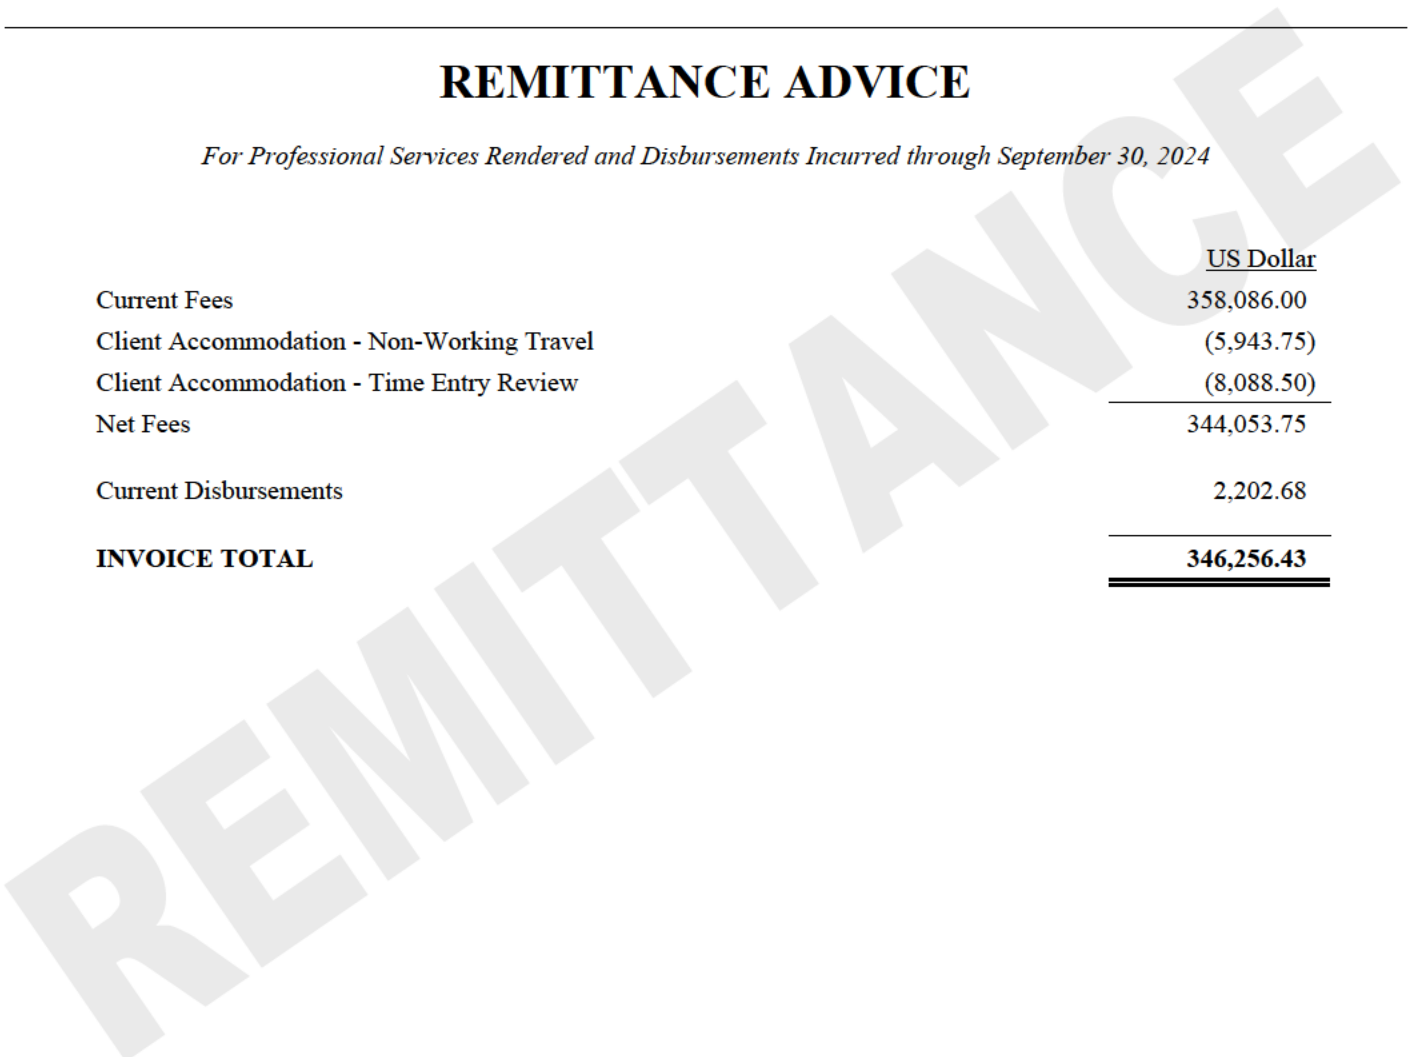 REMITTANCE ADVICE
For Professional Services Rendered and Disbursements Incurred through September 30, 2024
US Dollar
Current Fees 358,086.00
Client Accommodation - Non-Working Travel (5,943.75)
Client Accommodation - Time Entry Review (8,088.50)
Net Fees 344,053.75
Current Disbursements 2,202.68
INVOICE TOTAL 346,256.43
REMITTANCE